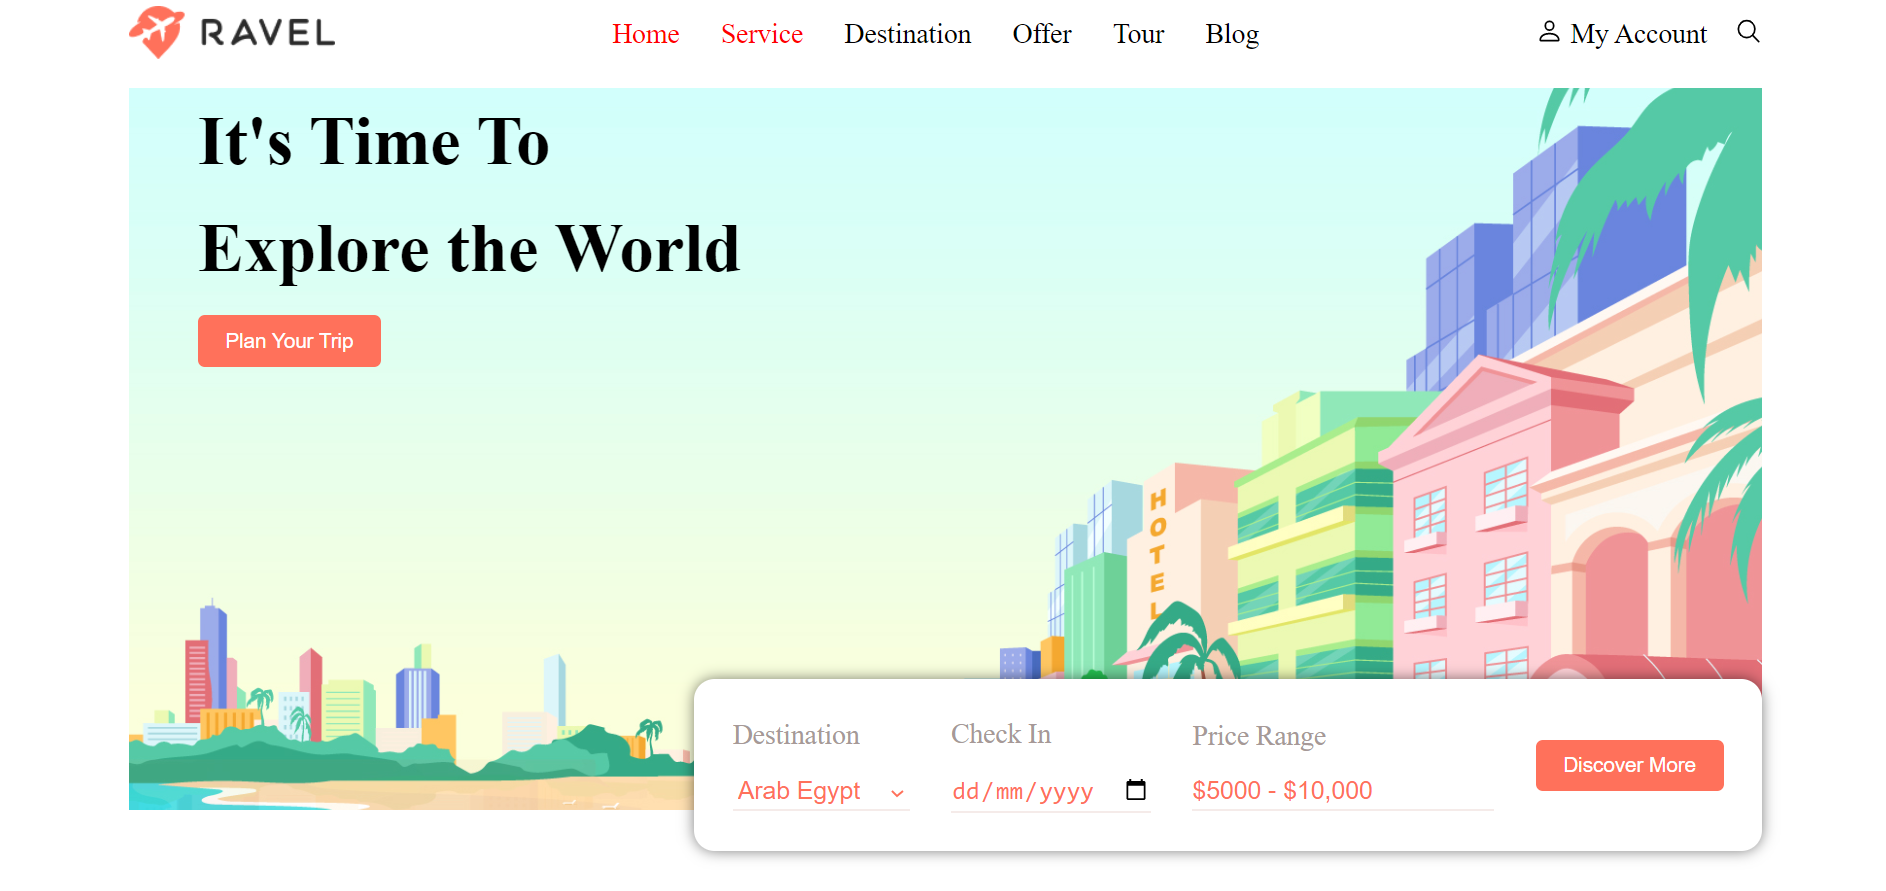 RAVEL Home Service Destination Offer Tour Blog My Account
It's Time To
Explore the World
Plan Your Trip
HOTEL
Destination Check In Price Range
Arab Egypt dd/mm/yyyy $5000 - $10,000
Discover More